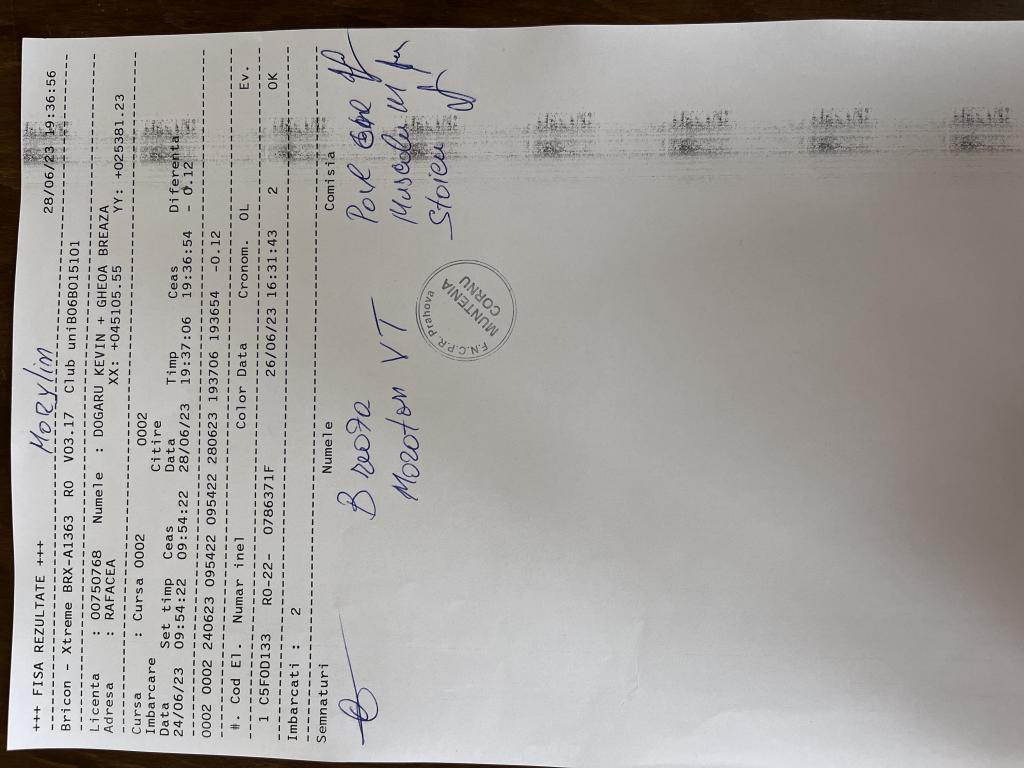 +++ FISA REZULTATE +++ MORYLIN 28/06/23 19:36:56
Bricon - Xtreme BRX-A1363 RO V03.17 Club uniB06B015101
Licenta : 00750768 Numele : DOGARU KEVIN + GHEOA BREAZA
Adresa : RAFACEA XX: +045105.55 YY: +0253381.23
Cursa : Cursa 0002 0002
Imbarcare Citire
Data Set timp Ceas Data Timp Ceas Diferenta
24/06/23 09:54:22 09:54:22 28/06/23 19:37:06 19:36:54 - 0.12
0002 0002 240623 095422 095422 280623 193706 193654 -0.12
#. Cod El. Numar inel Color Data Cronom. OL Ev.
1 C5F0D133 RO-22- 0786371F 26/06/23 16:31:43 2 OK
Imbarcati : 2
Semnaturi Numele Comisia
Moroton VT
Stoica
F.N.C.P.R. Prahova
MUNTENIA
CORNU